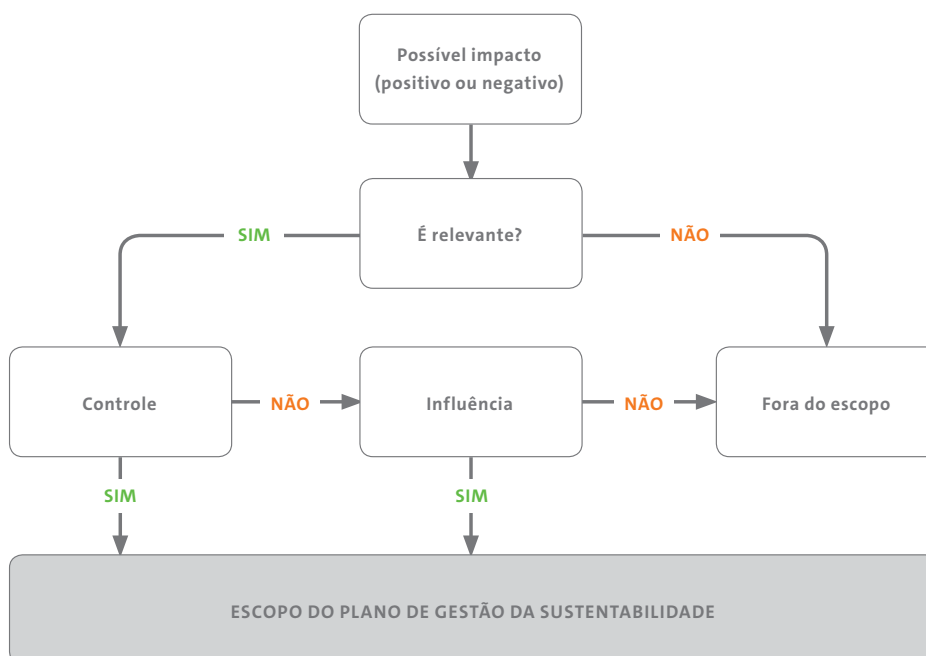 Possível impacto
(positivo ou negativo)
SIM
É relevante?
NÃO
Controle
NÃO
Influência
NÃO
Fora do escopo
SIM
SIM
ESCOPO DO PLANO DE GESTÃO DA SUSTENTABILIDADE